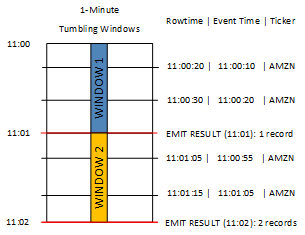 1-Minute
Tumbling Windows
Rowtime | Event Time | Ticker
11:00
WINDOW 1
11:00:20 | 11:00:10 | AMZN
11:00:30 | 11:00:20 | AMZN
11:01
EMIT RESULT (11:01): 1 record
WINDOW 2
11:01:05 | 11:00:55 | AMZN
11:01:15 | 11:01:05 | AMZN
11:02
EMIT RESULT (11:02): 2 records